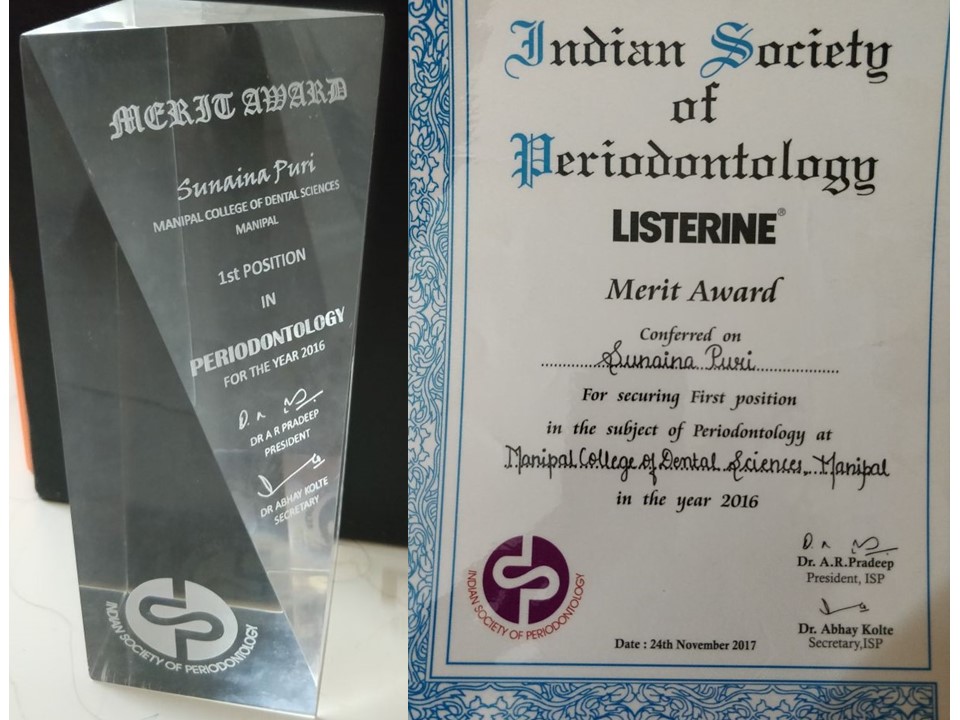 MERIT AWARD
Sunaina Puri
MANIPAL COLLEGE OF DENTAL SCIENCES
MANIPAL
1st POSITION
IN
PERIODONTOLOGY
FOR THE YEAR 2016
DR A R PRADEEP
PRESIDENT
DR ABHAY KOLTE
SECRETARY
INDIAN SOCIETY OF PERIODONTOLOGY
Indian Society
of
Periodontology
LISTERINE®
Merit Award
Conferred on
Sunaina Puri
For securing First position
in the subject of Periodontology at
Manipal College of Dental Sciences, Manipal
in the year 2016
Dr. A.R.Pradeep
President, ISP
Dr. Abhay Kolte
Secretary,ISP
INDIAN SOCIETY OF PERIODONTOLOGY
Date : 24th November 2017